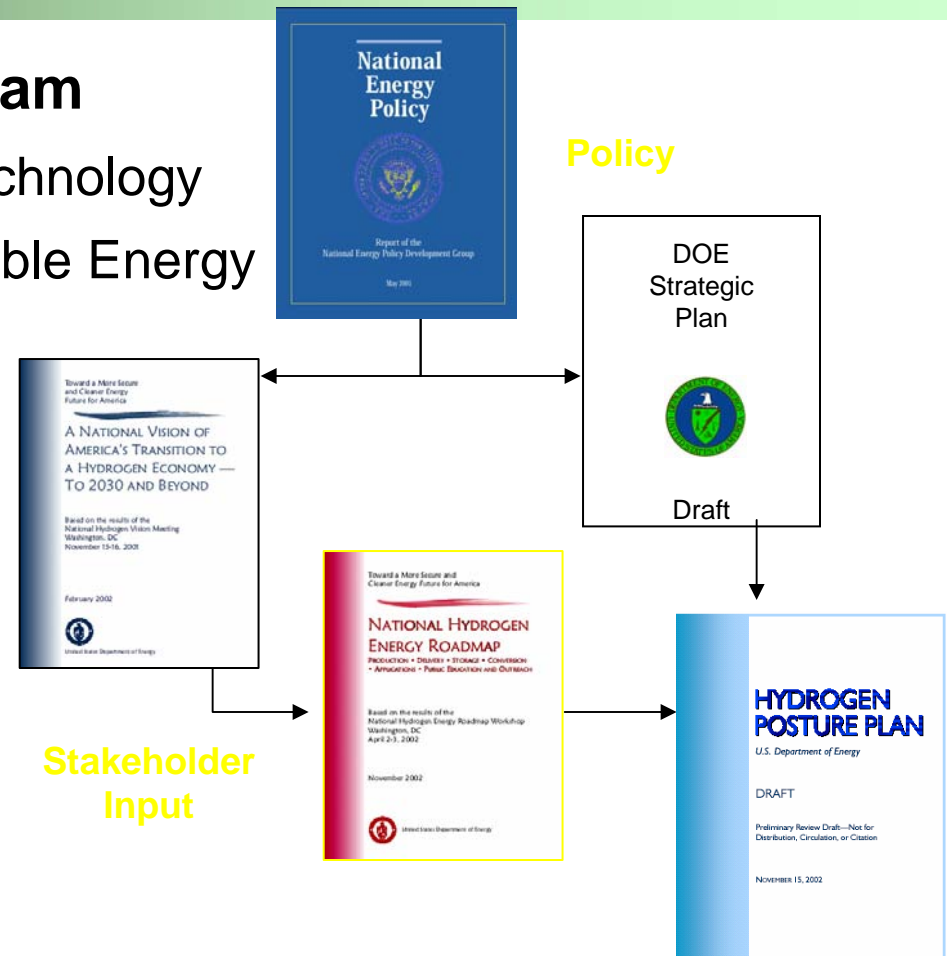 am
chnology
ble Energy
National
Energy
Policy
Report of the
National Energy Policy Development Group
May 2001
Policy
DOE
Strategic
Plan
Draft
Toward a More Secure
and Cleaner Energy
Future for America
A NATIONAL VISION OF
AMERICA'S TRANSITION TO
A HYDROGEN ECONOMY —
TO 2030 AND BEYOND
Based on the results of the
National Hydrogen Vision Meeting
Washington, DC
November 15-16, 2001
February 2002
United States Department of Energy
Stakeholder
Input
Toward a More Secure and
Cleaner Energy Future for America
NATIONAL HYDROGEN
ENERGY ROADMAP
PRODUCTION • DELIVERY • STORAGE • CONVERSION
• APPLICATIONS • PUBLIC EDUCATION AND OUTREACH
Based on the results of the
National Hydrogen Energy Roadmap Workshop
Washington, DC
April 2-3, 2002
November 2002
United States Department of Energy
HYDROGEN
POSTURE PLAN
U.S. Department of Energy
DRAFT
Preliminary Review Draft—Not for
Distribution, Circulation, or Citation
NOVEMBER 15, 2002